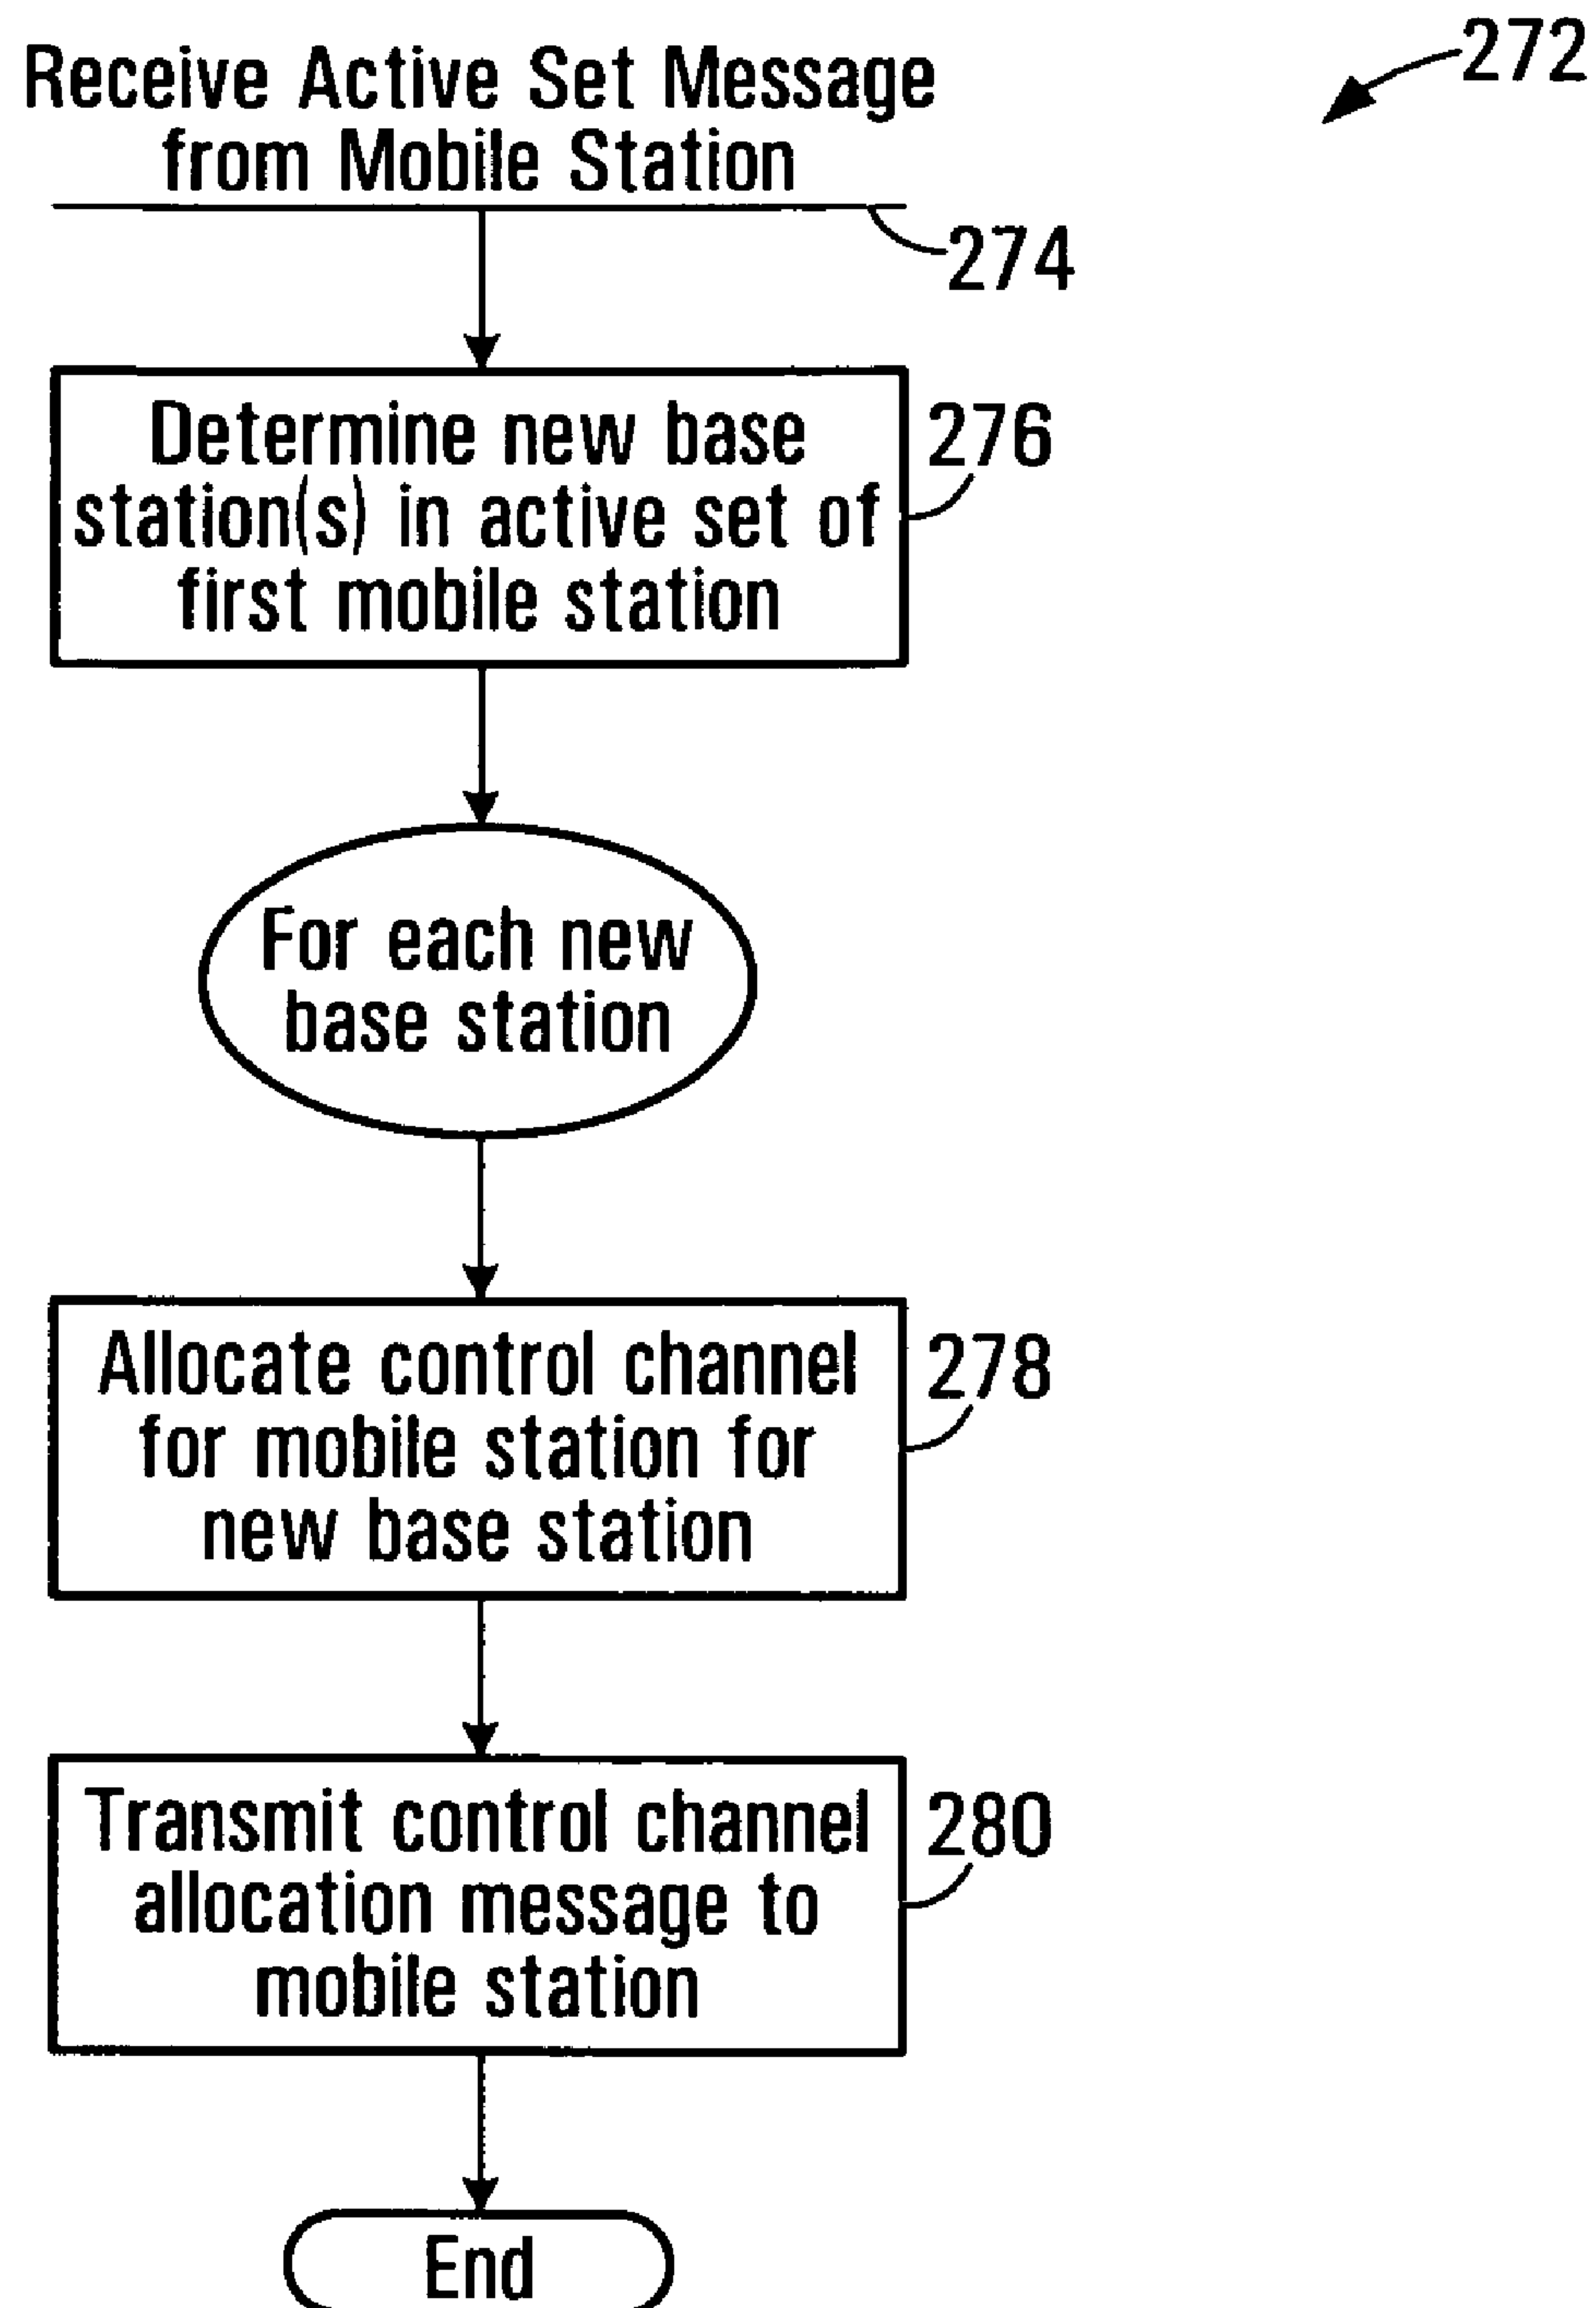 272
Receive Active Set Message
from Mobile Station
274
Determine new base
station(s) in active set of
first mobile station
276
For each new
base station
Allocate control channel
for mobile station for
new base station
278
Transmit control channel
allocation message to
mobile station
280
End